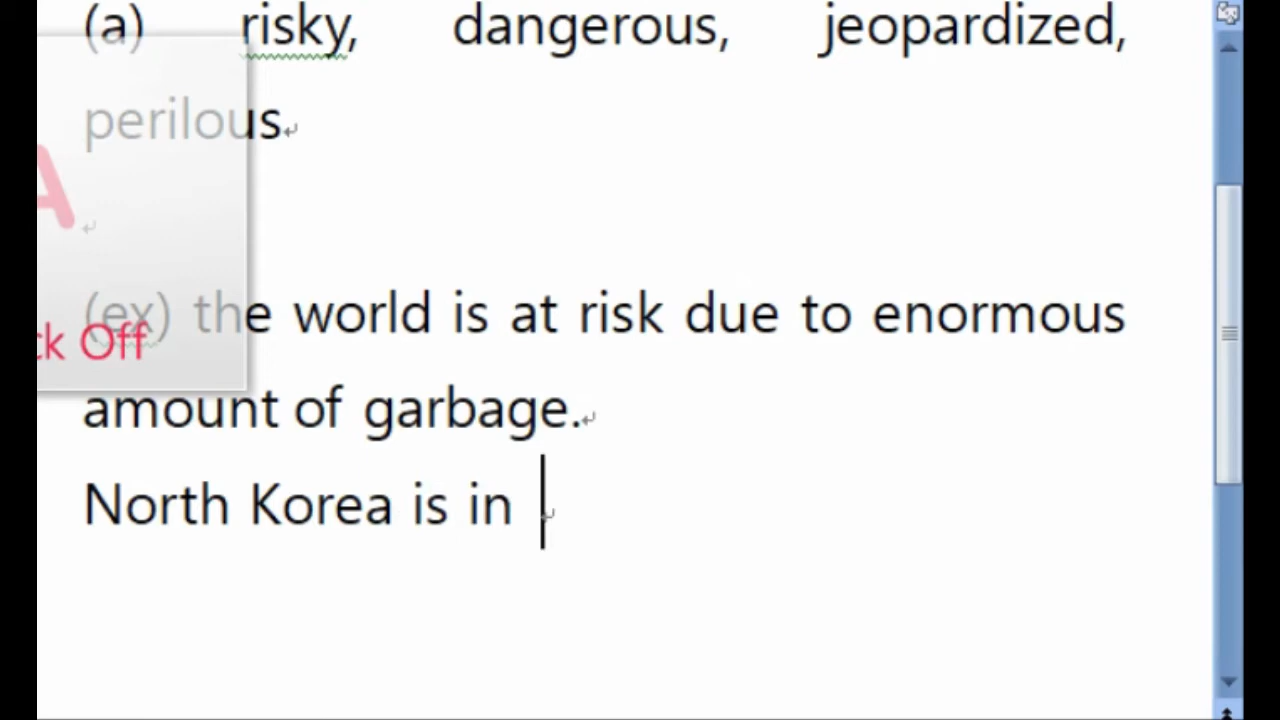 (a) risky, dangerous, jeopardized,
perilous
A
(ex) the world is at risk due to enormous
ck Off
amount of garbage.
North Korea is in